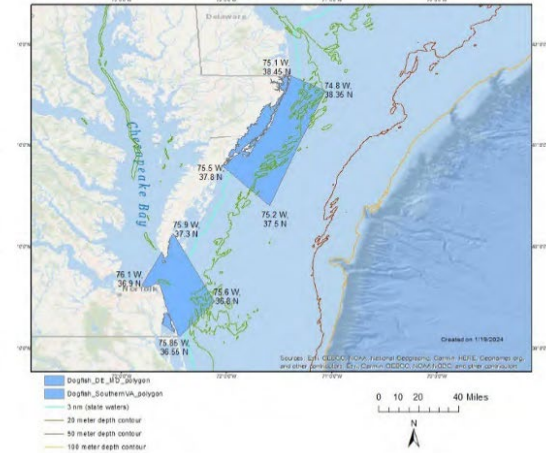 Delaware
75.1 W,
38.45 N
74.8 W,
38.36 N
Chesapeake Bay
75.5 W,
37.8 N
75.2 W,
37.5 N
75.9 W,
37.3 N
76.1 W,
36.9 N
Norfolk
75.6 W,
36.8 N
75.86 W,
36.55 N
Created on 1/19/2024
Dogfish_DE_MD_polygon
Dogfish_SouthernVA_polygon
3 nm (state waters)
20 meter depth contour
50 meter depth contour
100 meter depth contour
0 10 20 40 Miles
N